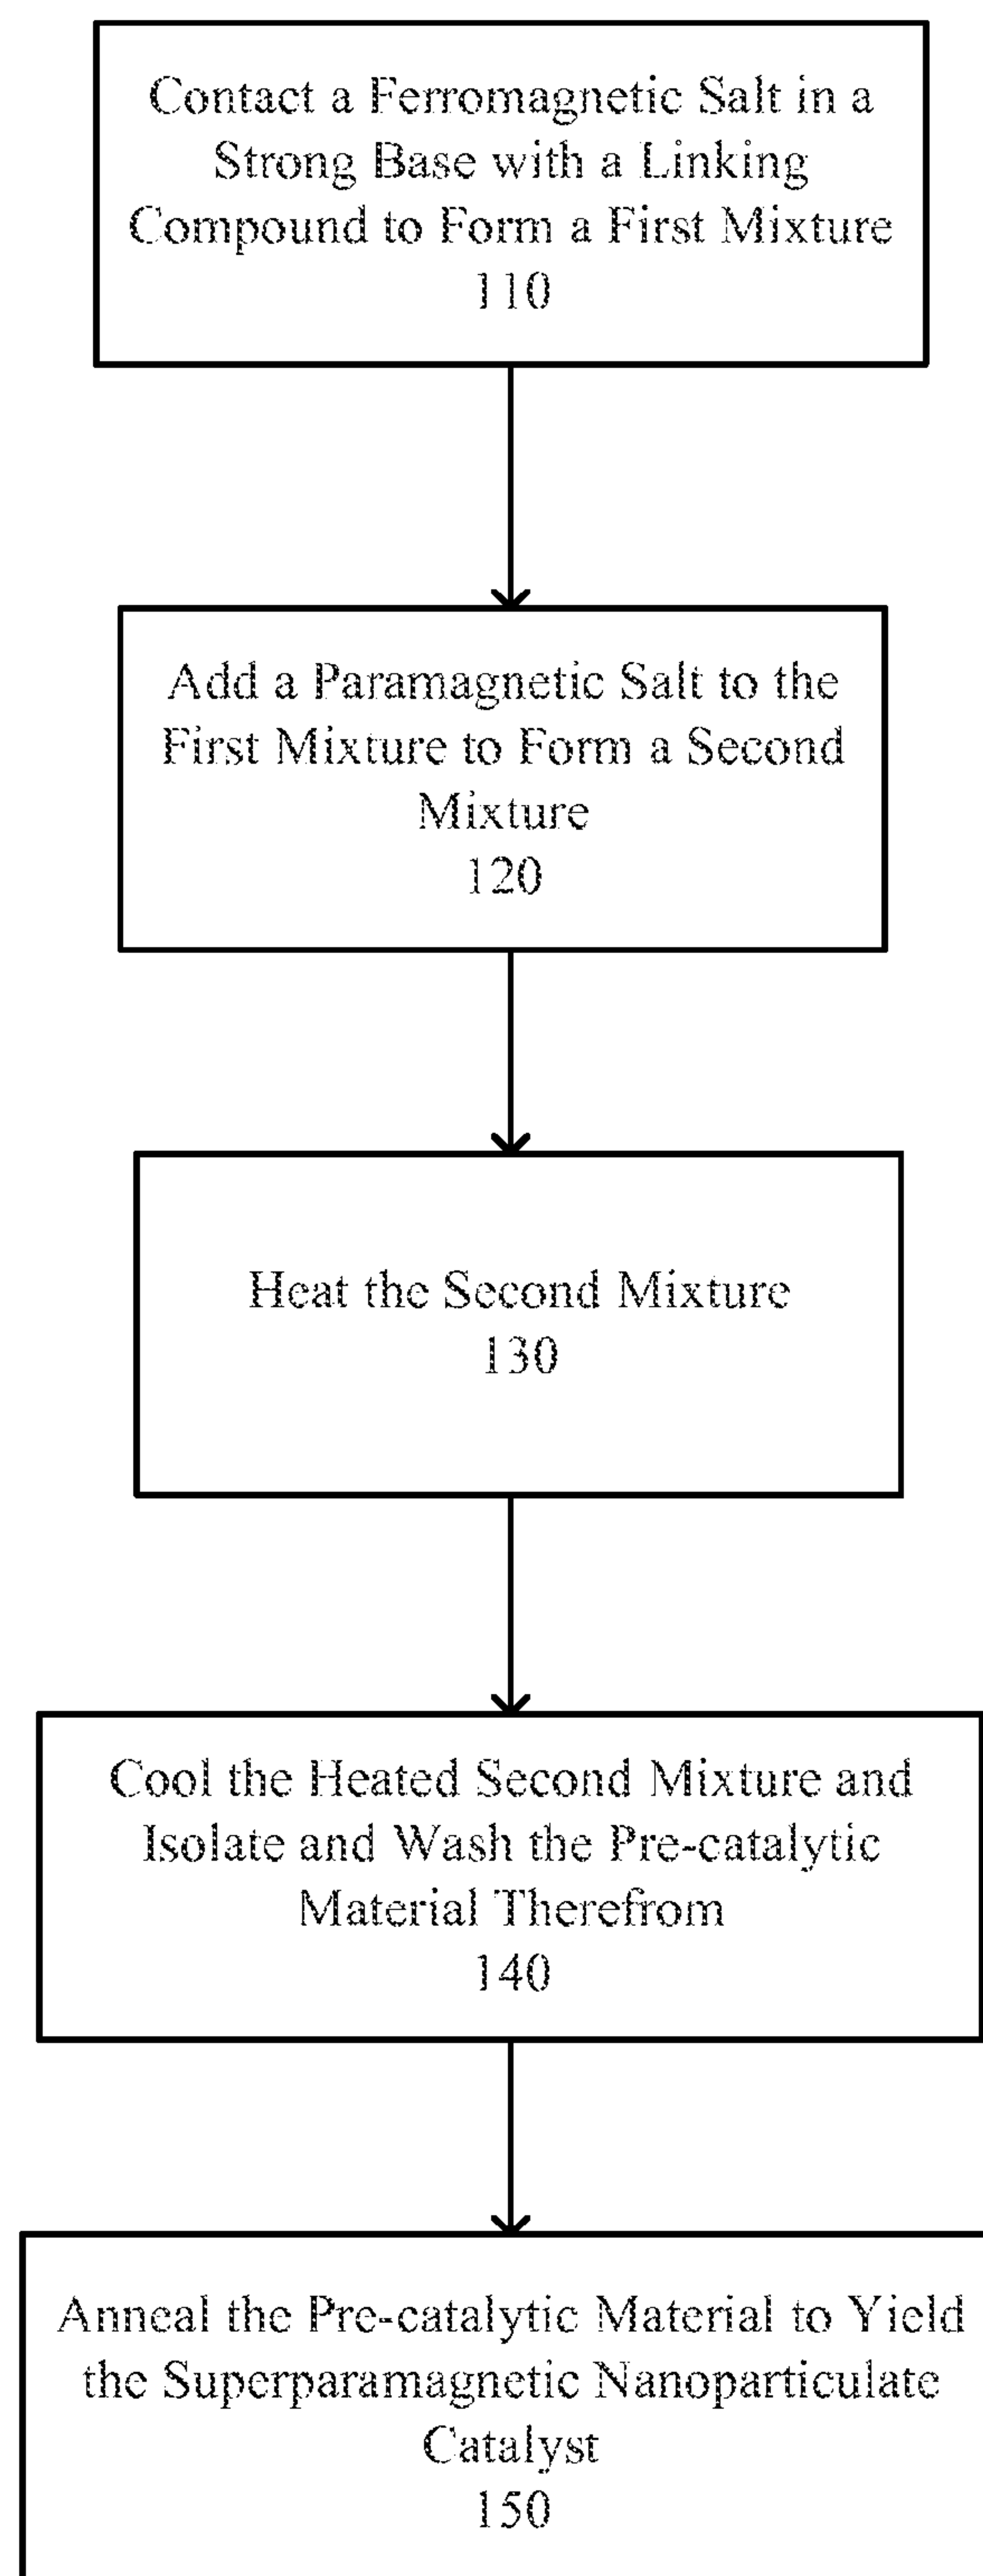 Contact a Ferromagnetic Salt in a
Strong Base with a Linking
Compound to Form a First Mixture
110
Add a Paramagnetic Salt to the
First Mixture to Form a Second
Mixture
120
Heat the Second Mixture
130
Cool the Heated Second Mixture and
Isolate and Wash the Pre-catalytic
Material Therefrom
140
Anneal the Pre-catalytic Material to Yield
the Superparamagnetic Nanoparticulate
Catalyst
150